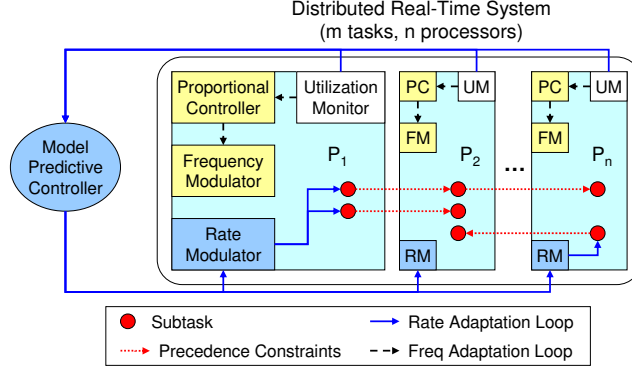 Distributed Real-Time System
(m tasks, n processors)
Proportional
Controller
Utilization
Monitor
PC
UM
PC
UM
Frequency
Modulator
FM
FM
Model
Predictive
Controller
P1
P2
...
Pn
Rate
Modulator
RM
RM
Subtask
Rate Adaptation Loop
Precedence Constraints
Freq Adaptation Loop